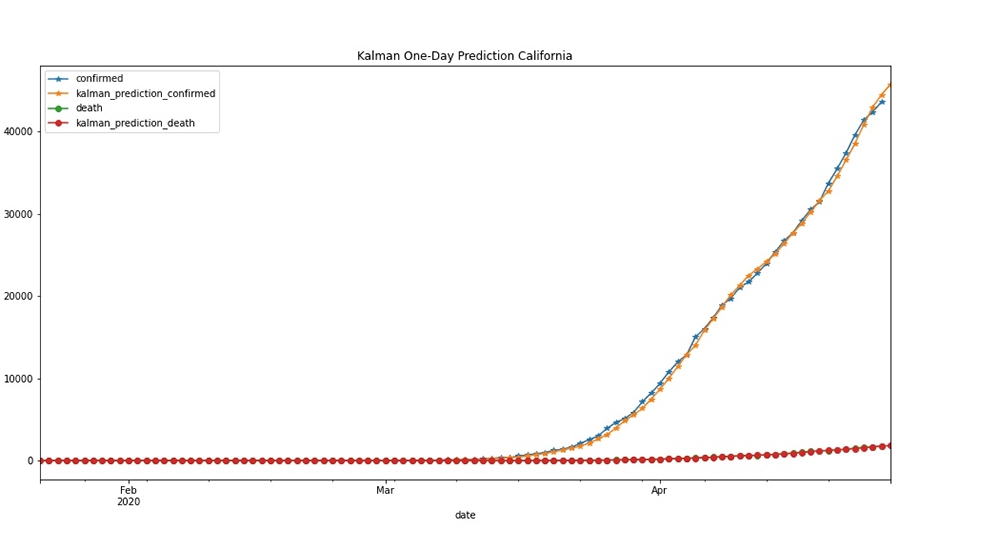 Kalman One-Day Prediction California
confirmed
kalman_prediction_confirmed
death
kalman_prediction_death
40000
30000
20000
10000
0
Feb
2020
Mar
Apr
date